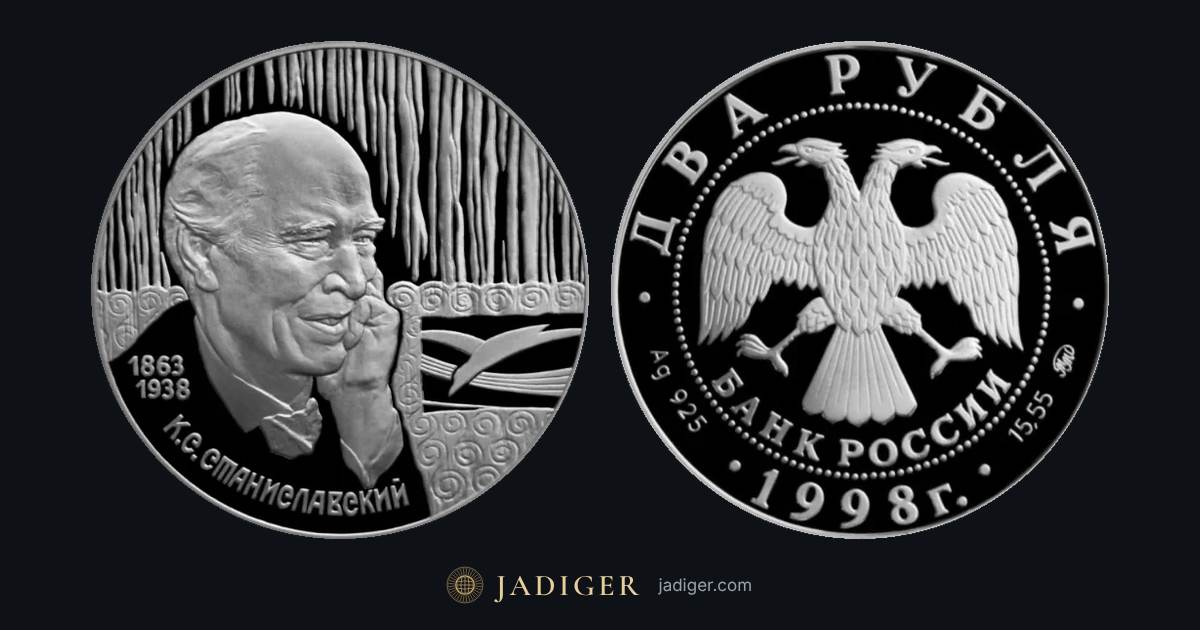 1863
1938
К.С. СТАНИСЛАВСКИЙ
ДВА РУБЛЯ
Ag 925
БАНК РОССИИ
15,55
1998г.
JADIGER jadiger.com